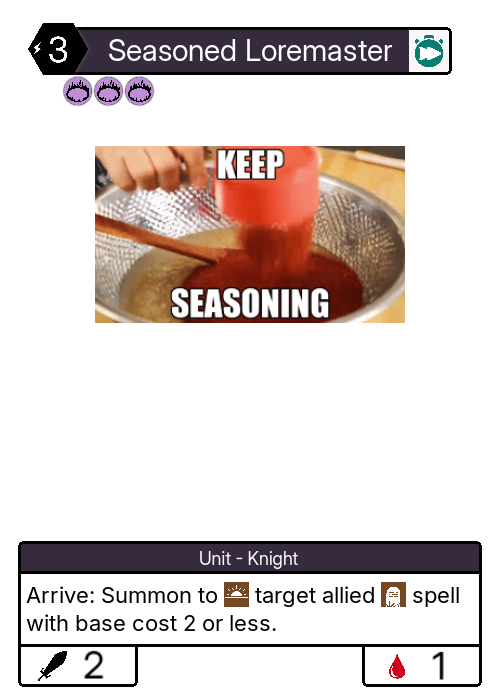 3 Seasoned Loremaster
KEEP
SEASONING
Unit - Knight
Arrive: Summon to target allied spell
with base cost 2 or less.
2 1